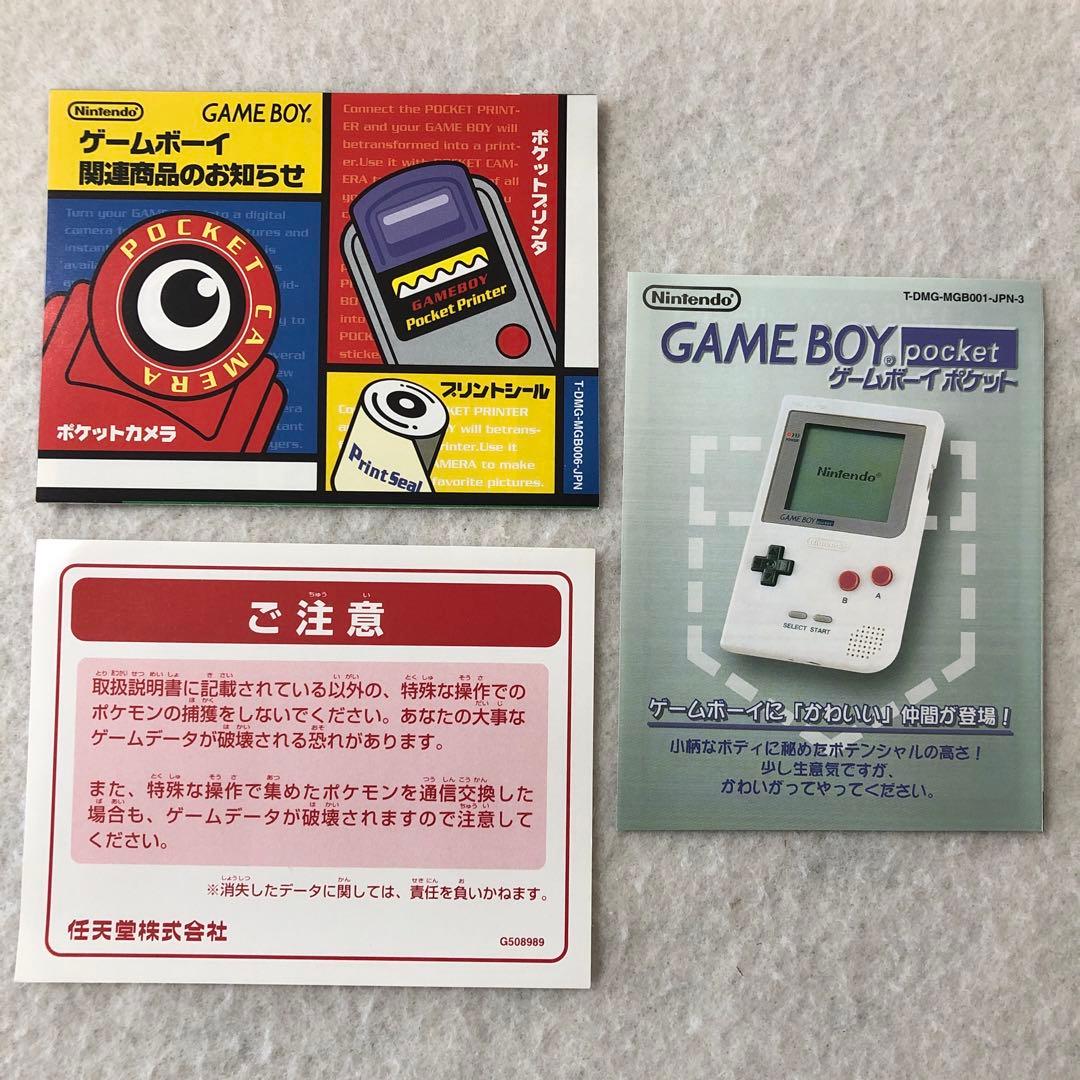 Nintendo GAME BOY®
ゲームボーイ
関連商品のお知らせ
POCKET CAMERA
ポケットカメラ
Connect the POCKET PRINT-
ER and your GAME BOY will
betransformed into a print-
er.Use it with POCKET CAM-
ポケットプリンタ
GAMEBOY
Pocket Printer
プリントシール
PrintSeal
T-DMG-MGB006-JPN
ご注意
取扱説明書に記載されている以外の、特殊な操作での
ポケモンの捕獲をしないでください。あなたの大事な
ゲームデータが破壊される恐れがあります。
また、特殊な操作で集めたポケモンを通信交換した
場合も、ゲームデータが破壊されますので注意して
ください。
※消失したデータに関しては、責任を負いかねます。
任天堂株式会社
G508989
Nintendo®
T-DMG-MGB001-JPN-3
GAME BOY® pocket
ゲームボーイ ポケット
Nintendo®
GAME BOY pocket
Nintendo
B A
SELECT START
ゲームボーイに「かわいい」仲間が登場！
小柄なボディに秘めたポテンシャルの高さ！
少し生意気ですが、
かわいがってやってください。